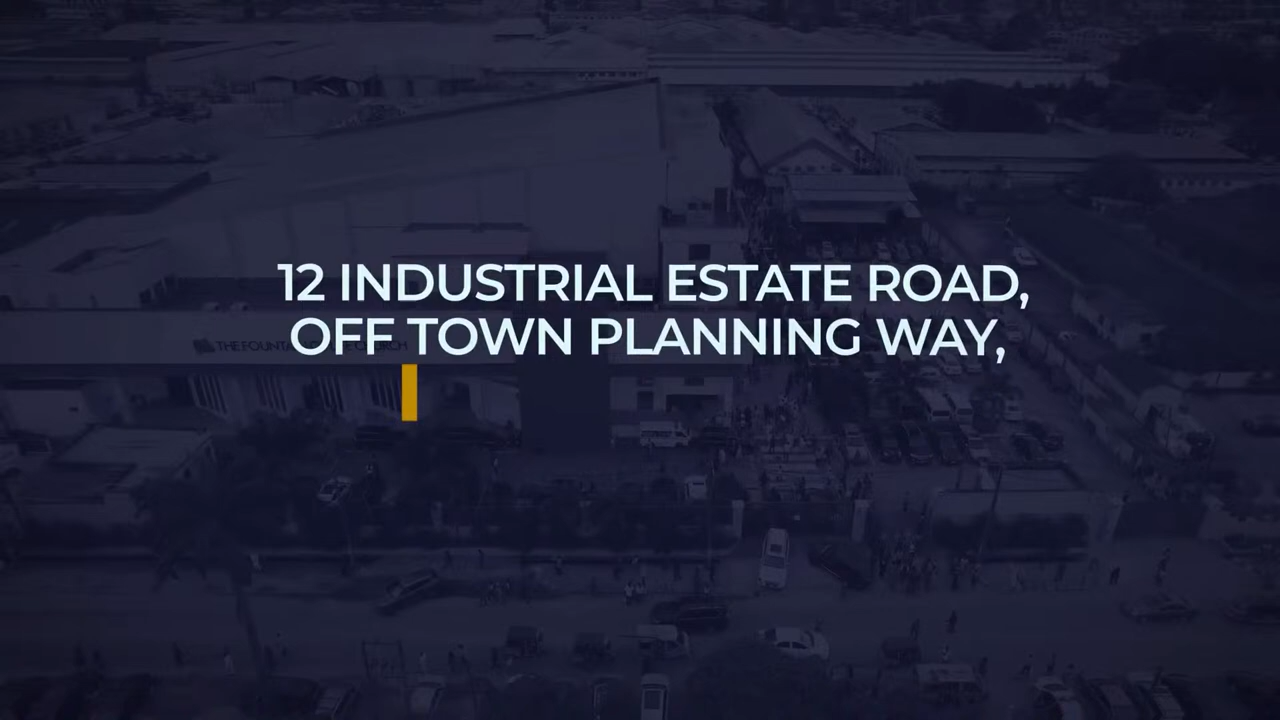 12 INDUSTRIAL ESTATE ROAD,
OFF TOWN PLANNING WAY,